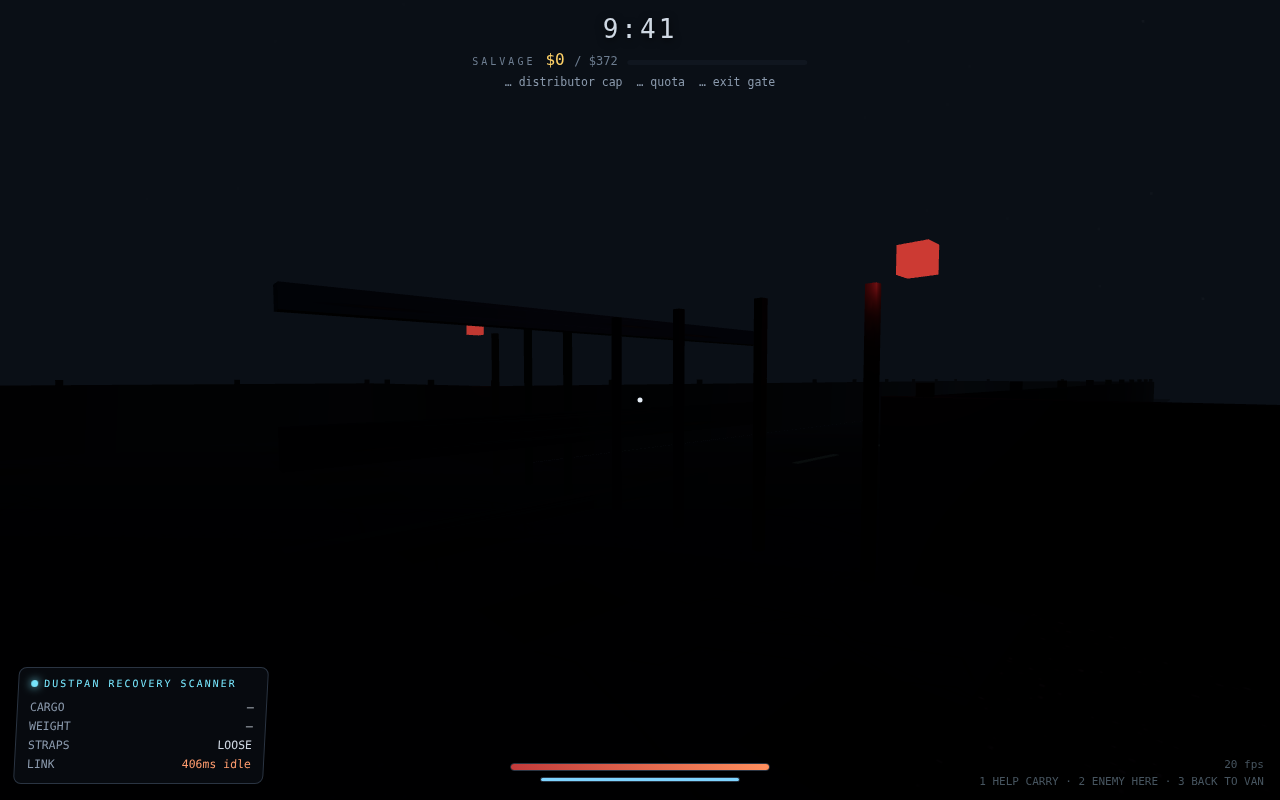 9:41
SALVAGE $0 / $372
… distributor cap … quota … exit gate
DUSTPAN RECOVERY SCANNER
CARGO —
WEIGHT —
STRAPS LOOSE
LINK 406ms idle
20 fps
1 HELP CARRY · 2 ENEMY HERE · 3 BACK TO VAN